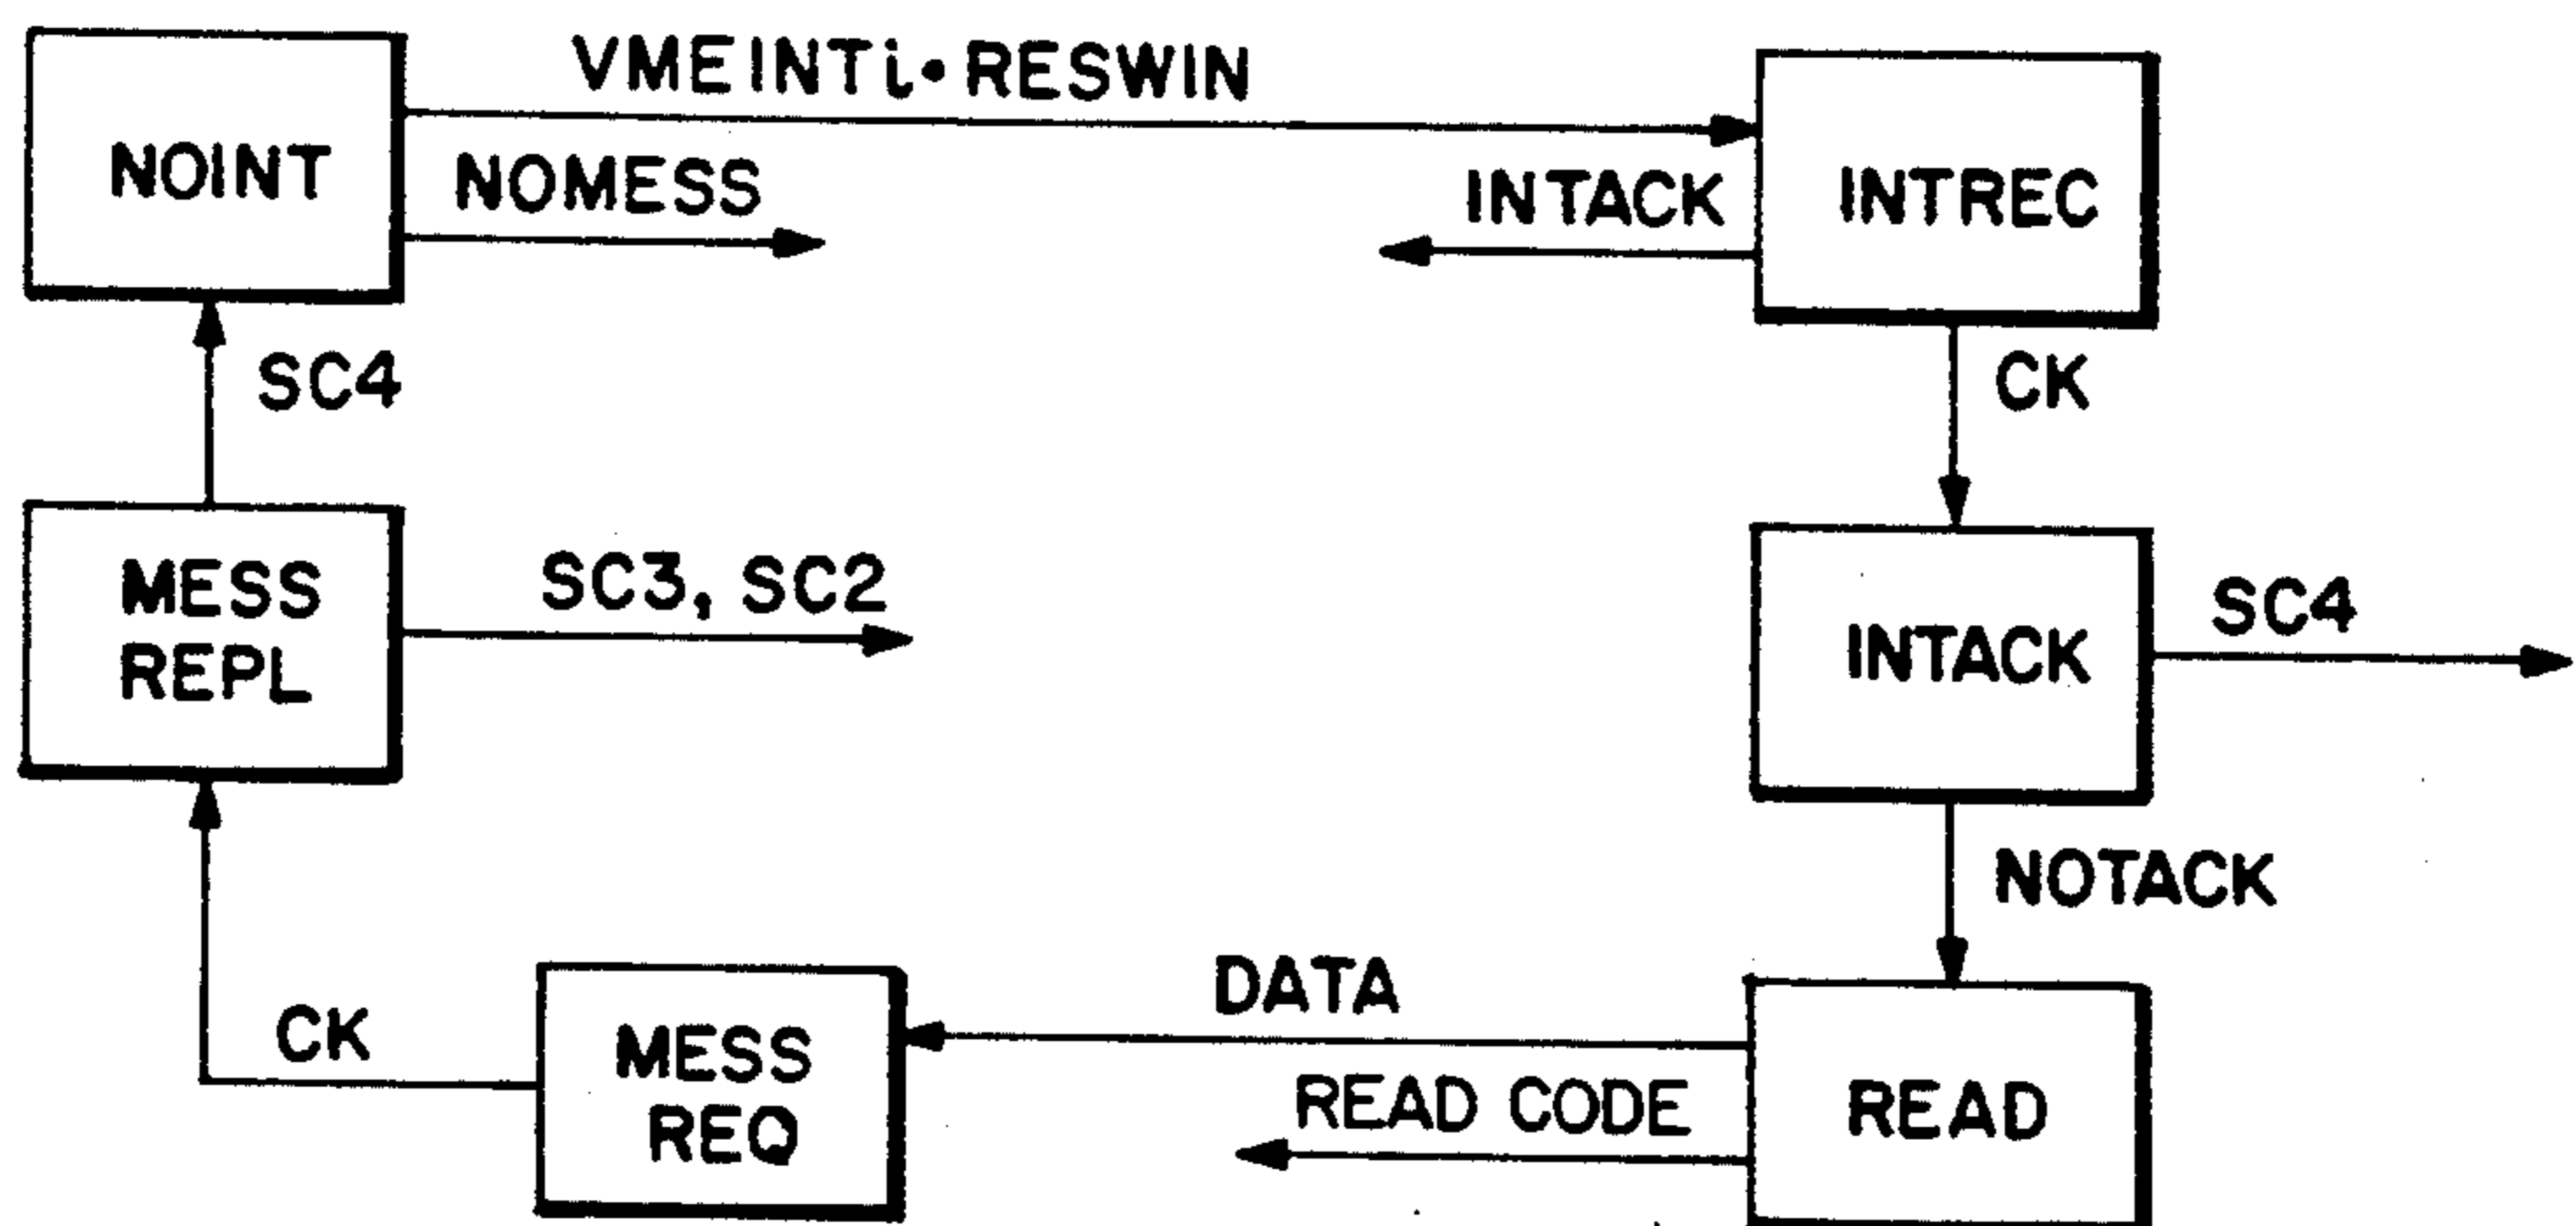 VMEINTi•RESWIN
NOINT
NOMESS
INTACK
INTREC
SC4
CK
MESS
REPL
SC3, SC2
INTACK
SC4
NOTACK
DATA
CK
MESS
REQ
READ CODE
READ